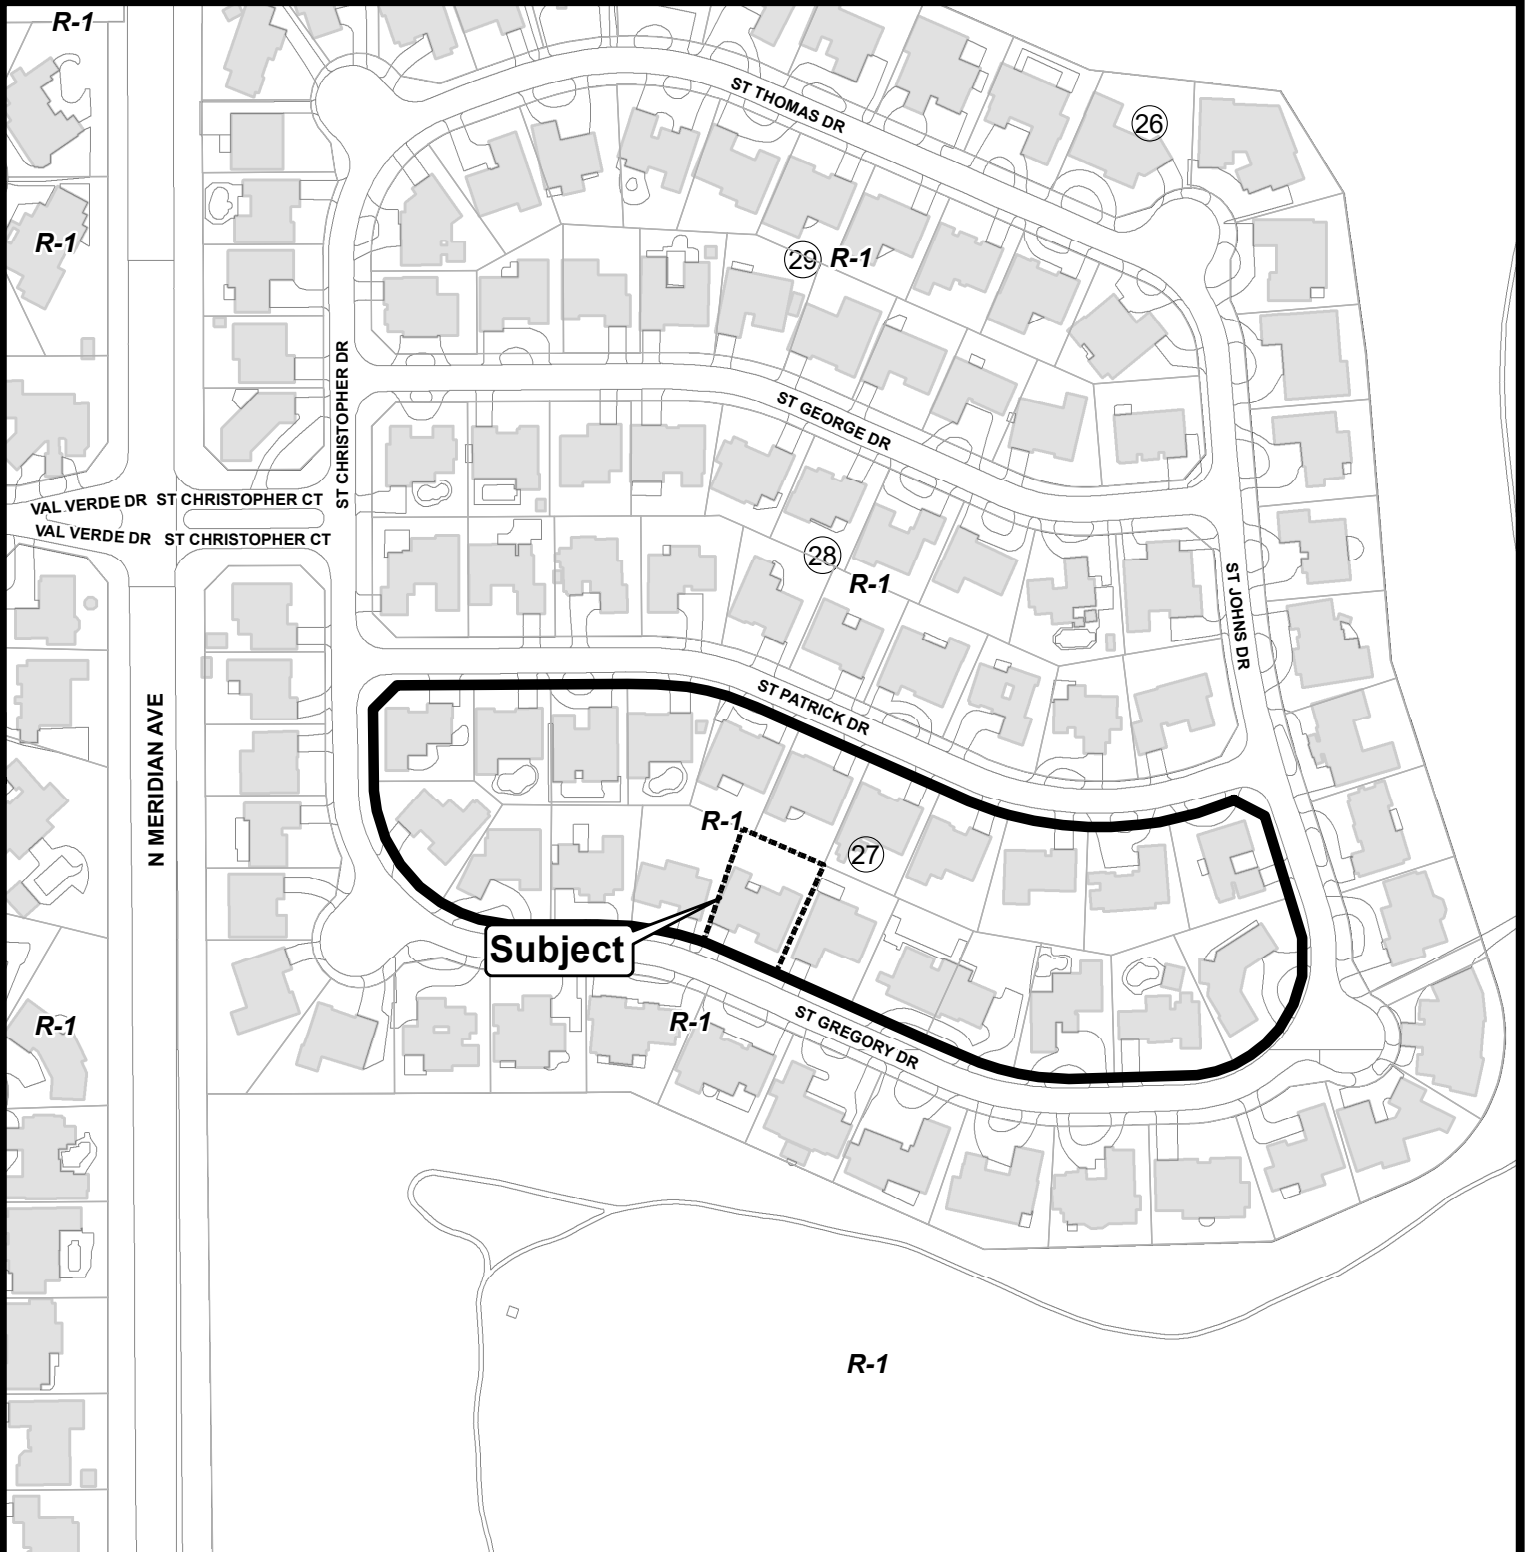 R-1
ST THOMAS DR
26
R-1
29
R-1
ST CHRISTOPHER DR
ST GEORGE DR
VAL VERDE DR
ST CHRISTOPHER CT
VAL VERDE DR
ST CHRISTOPHER CT
28
R-1
ST JOHNS DR
ST PATRICK DR
N MERIDIAN AVE
R-1
27
Subject
R-1
R-1
ST GREGORY DR
R-1